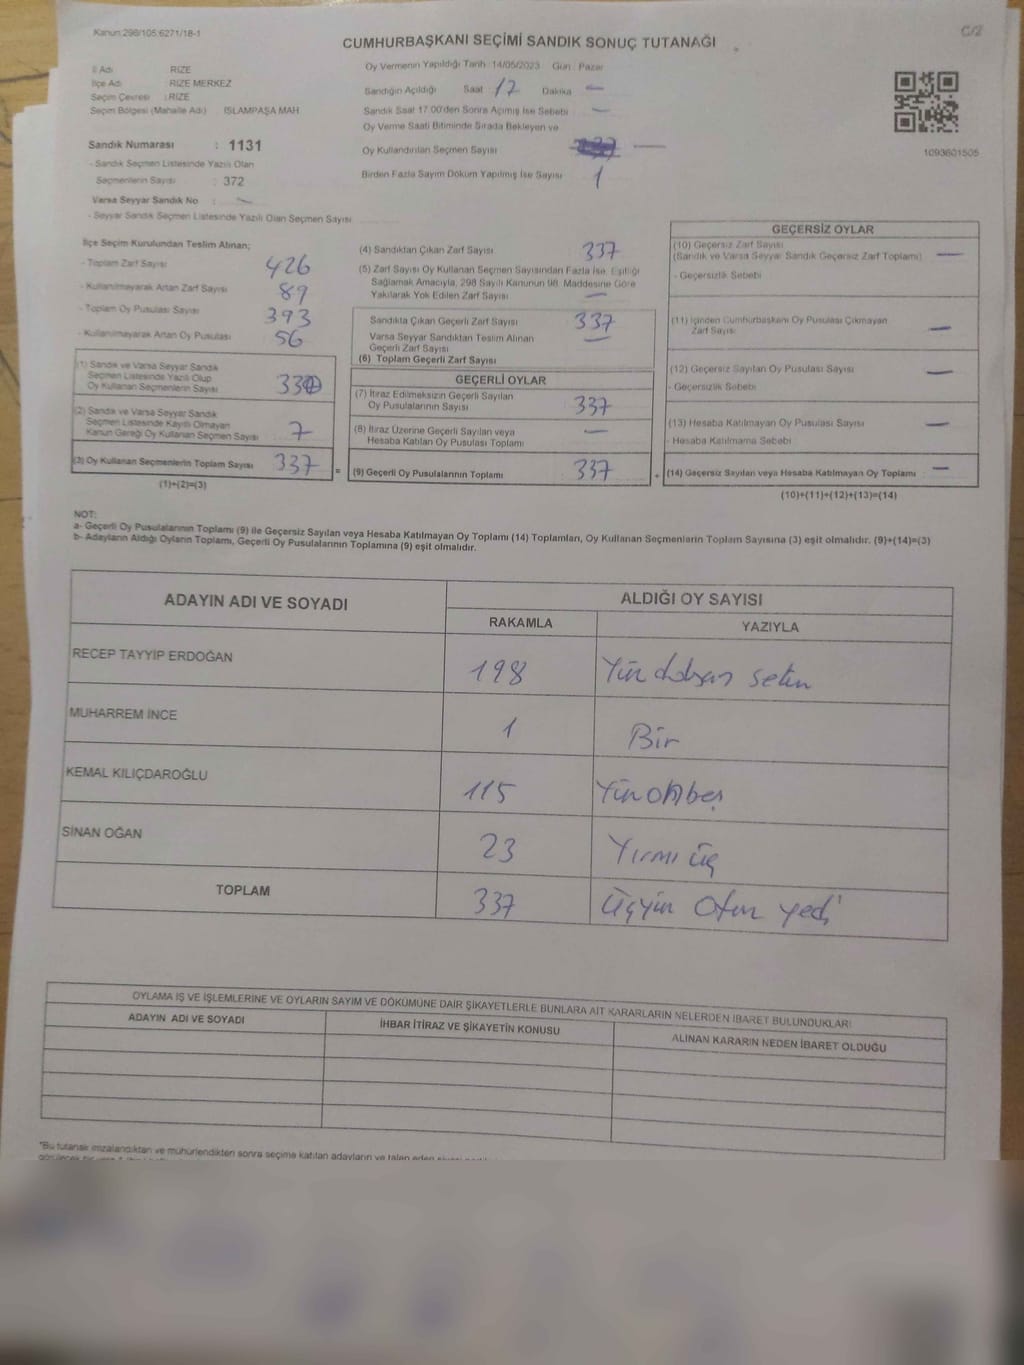 Kanun:298/105;6271/18-1
C/2
CUMHURBAŞKANI SEÇİMİ SANDIK SONUÇ TUTANAĞI
İl Adı : RİZE
İlçe Adı : RİZE MERKEZ
Seçim Çevresi : RİZE
Seçim Bölgesi (Mahalle Adı) : İSLAMPAŞA MAH
Sandık Numarası : 1131
- Sandık Seçmen Listesinde Yazılı Olan
Seçmenlerin Sayısı : 372
Varsa Seyyar Sandık No : -
- Seyyar Sandık Seçmen Listesinde Yazılı Olan Seçmen Sayısı
Oy Vermenin Yapıldığı Tarih :14/05/2023 Gün : Pazar
Sandığın Açıldığı Saat 17 Dakika -
Sandık Saat 17.00'den Sonra Açılmış İse Sebebi -
Oy Verme Saati Bitiminde Sırada Bekleyen ve
Oy Kullandırılan Seçmen Sayısı -
Birden Fazla Sayım Döküm Yapılmış İse Sayısı 1
1093601505
İlçe Seçim Kurulundan Teslim Alınan;
- Toplam Zarf Sayısı 426
- Kullanılmayarak Artan Zarf Sayısı 89
- Toplam Oy Pusulası Sayısı 393
- Kullanılmayarak Artan Oy Pusulası 56
(1) Sandık ve Varsa Seyyar Sandık
Seçmen Listesinde Yazılı Olup
Oy Kullanan Seçmenlerin Sayısı 330
(2) Sandık ve Varsa Seyyar Sandık
Seçmen Listesinde Kayıtlı Olmayan
Kanun Gereği Oy Kullanan Seçmen Sayısı 7
(3) Oy Kullanan Seçmenlerin Toplam Sayısı 337 =
(1)+(2)=(3)
(4) Sandıktan Çıkan Zarf Sayısı 337
(5) Zarf Sayısı Oy Kullanan Seçmen Sayısından Fazla İse, Eşitliği
Sağlamak Amacıyla, 298 Sayılı Kanunun 98. Maddesine Göre
Yakılarak Yok Edilen Zarf Sayısı -
Sandıkta Çıkan Geçerli Zarf Sayısı 337
Varsa Seyyar Sandıktan Teslim Alınan
Geçerli Zarf Sayısı -
(6) Toplam Geçerli Zarf Sayısı
GEÇERLİ OYLAR
(7) İtiraz Edilmeksizin Geçerli Sayılan
Oy Pusulalarının Sayısı 337
(8) İtiraz Üzerine Geçerli Sayılan veya
Hesaba Katılan Oy Pusulası Toplamı -
(9) Geçerli Oy Pusulalarının Toplamı 337 +
GEÇERSİZ OYLAR
(10) Geçersiz Zarf Sayısı
(Sandık ve Varsa Seyyar Sandık Geçersiz Zarf Toplamı) -
- Geçersizlik Sebebi
(11) İçinden Cumhurbaşkanı Oy Pusulası Çıkmayan
Zarf Sayısı -
(12) Geçersiz Sayılan Oy Pusulası Sayısı -
- Geçersizlik Sebebi
(13) Hesaba Katılmayan Oy Pusulası Sayısı -
- Hesaba Katılmama Sebebi
(14) Geçersiz Sayılan veya Hesaba Katılmayan Oy Toplamı -
(10)+(11)+(12)+(13)=(14)
NOT:
a- Geçerli Oy Pusulalarının Toplamı (9) ile Geçersiz Sayılan veya Hesaba Katılmayan Oy Toplamı (14) Toplamları, Oy Kullanan Seçmenlerin Toplam Sayısına (3) eşit olmalıdır. (9)+(14)=(3)
b- Adayların Aldığı Oyların Toplamı, Geçerli Oy Pusulalarının Toplamına (9) eşit olmalıdır.
ADAYIN ADI VE SOYADI ALDIĞI OY SAYISI
RAKAMLA YAZIYLA
RECEP TAYYİP ERDOĞAN 198 Yüz doksan sekiz
MUHARREM İNCE 1 Bir
KEMAL KILIÇDAROĞLU 115 Yüz onbeş
SİNAN OĞAN 23 Yirmi üç
TOPLAM 337 Üçyüz otuz yedi
OYLAMA İŞ VE İŞLEMLERİNE VE OYLARIN SAYIM VE DÖKÜMÜNE DAİR ŞİKAYETLERLE BUNLARA AİT KARARLARIN NELERDEN İBARET BULUNDUKLARI
ADAYIN ADI VE SOYADI İHBAR İTİRAZ VE ŞİKAYETİN KONUSU ALINAN KARARIN NEDEN İBARET OLDUĞU
*Bu tutanak imzalandıktan ve mühürlendikten sonra seçime katılan adayların ve talep eden